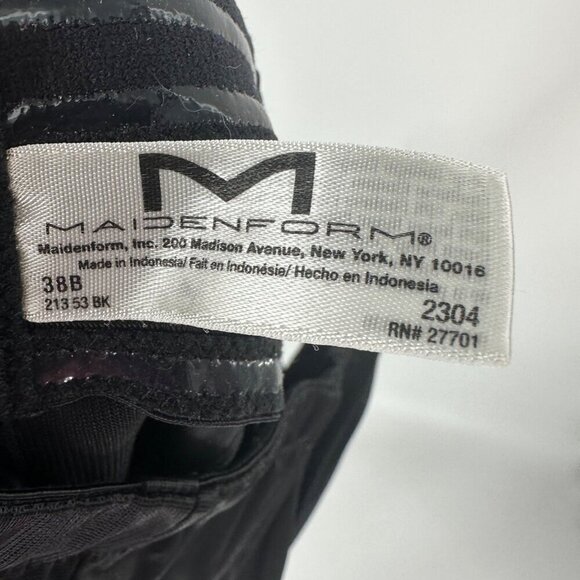 M
MAIDENFORM®
Maidenform, Inc. 200 Madison Avenue, New York, NY 10016
Made in Indonesia/ Fait en Indonésie/ Hecho en Indonesia
38B
213 53 BK
2304
RN# 27701